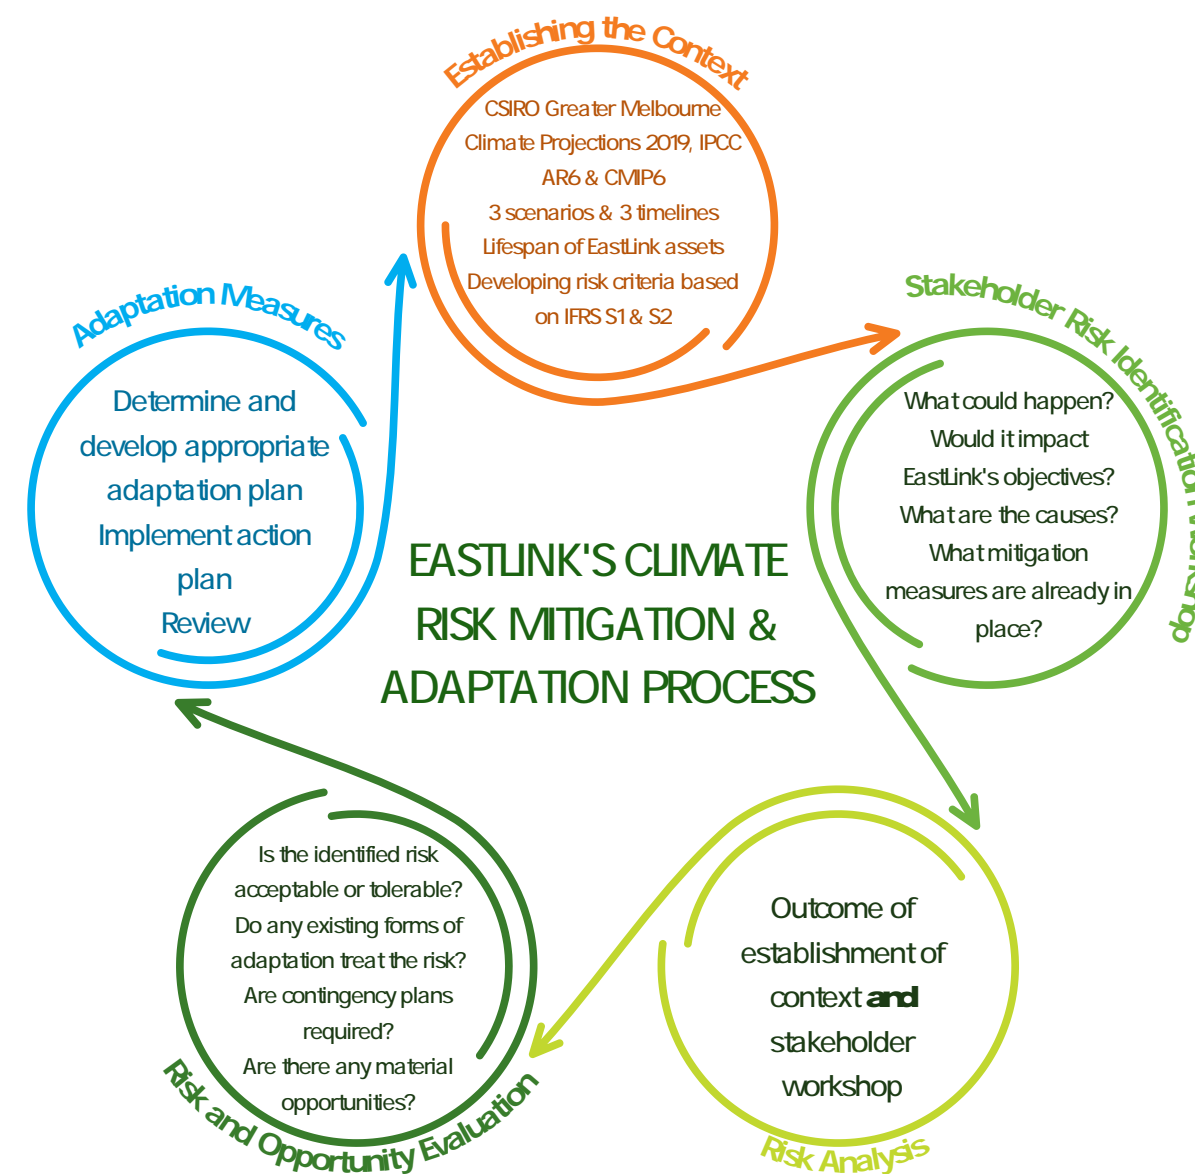 Establishing the Context
CSIRO Greater Melbourne
Climate Projections 2019, IPCC
AR6 & CMIP6
3 scenarios & 3 timelines
Lifespan of EastLink assets
Developing risk criteria based
on IFRS S1 & S2
Stakeholder Risk Identification Workshop
What could happen?
Would it impact
EastLink's objectives?
What are the causes?
What mitigation
measures are already in
place?
Adaptation Measures
Determine and
develop appropriate
adaptation plan
Implement action
plan
Review
EASTLINK'S CLIMATE
RISK MITIGATION &
ADAPTATION PROCESS
Is the identified risk
acceptable or tolerable?
Do any existing forms of
adaptation treat the risk?
Are contingency plans
required?
Are there any material
opportunities?
Risk and Opportunity Evaluation
Outcome of
establishment of
context and
stakeholder
workshop
Risk Analysis